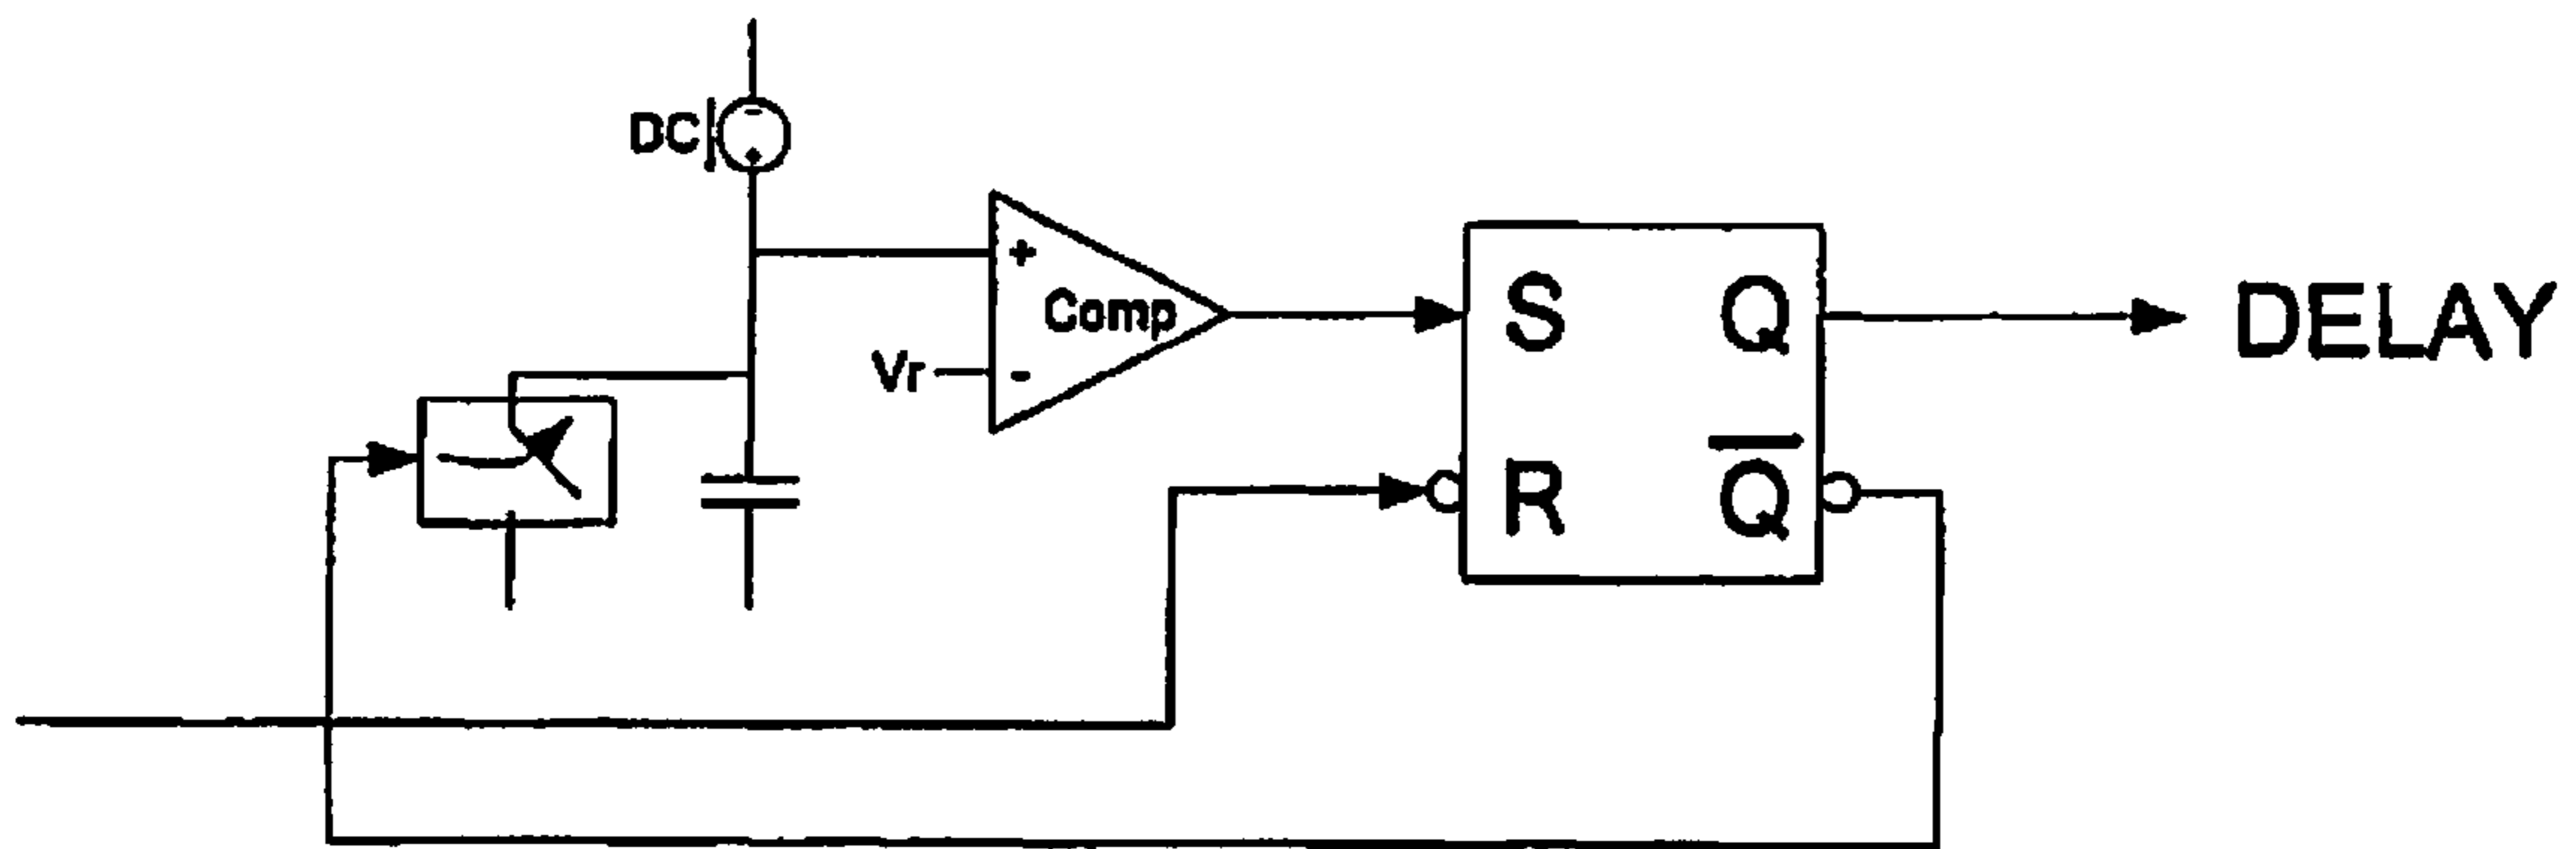 DC
+
Comp
Vr
-
S Q
DELAY
R Q̅